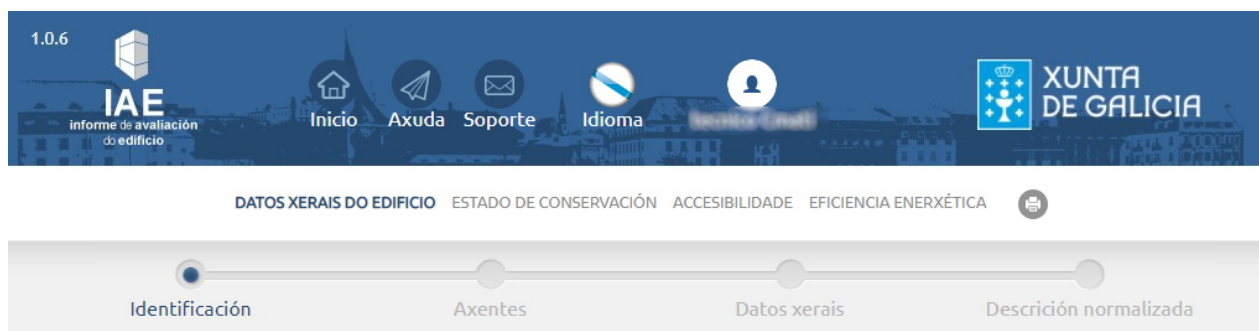 1.0.6
IAE
informe de avaliación
do edificio
Inicio Axuda Soporte Idioma
XUNTA
DE GALICIA
DATOS XERAIS DO EDIFICIO ESTADO DE CONSERVACIÓN ACCESIBILIDADE EFICIENCIA ENERXÉTICA
Identificación Axentes Datos xerais Descrición normalizada